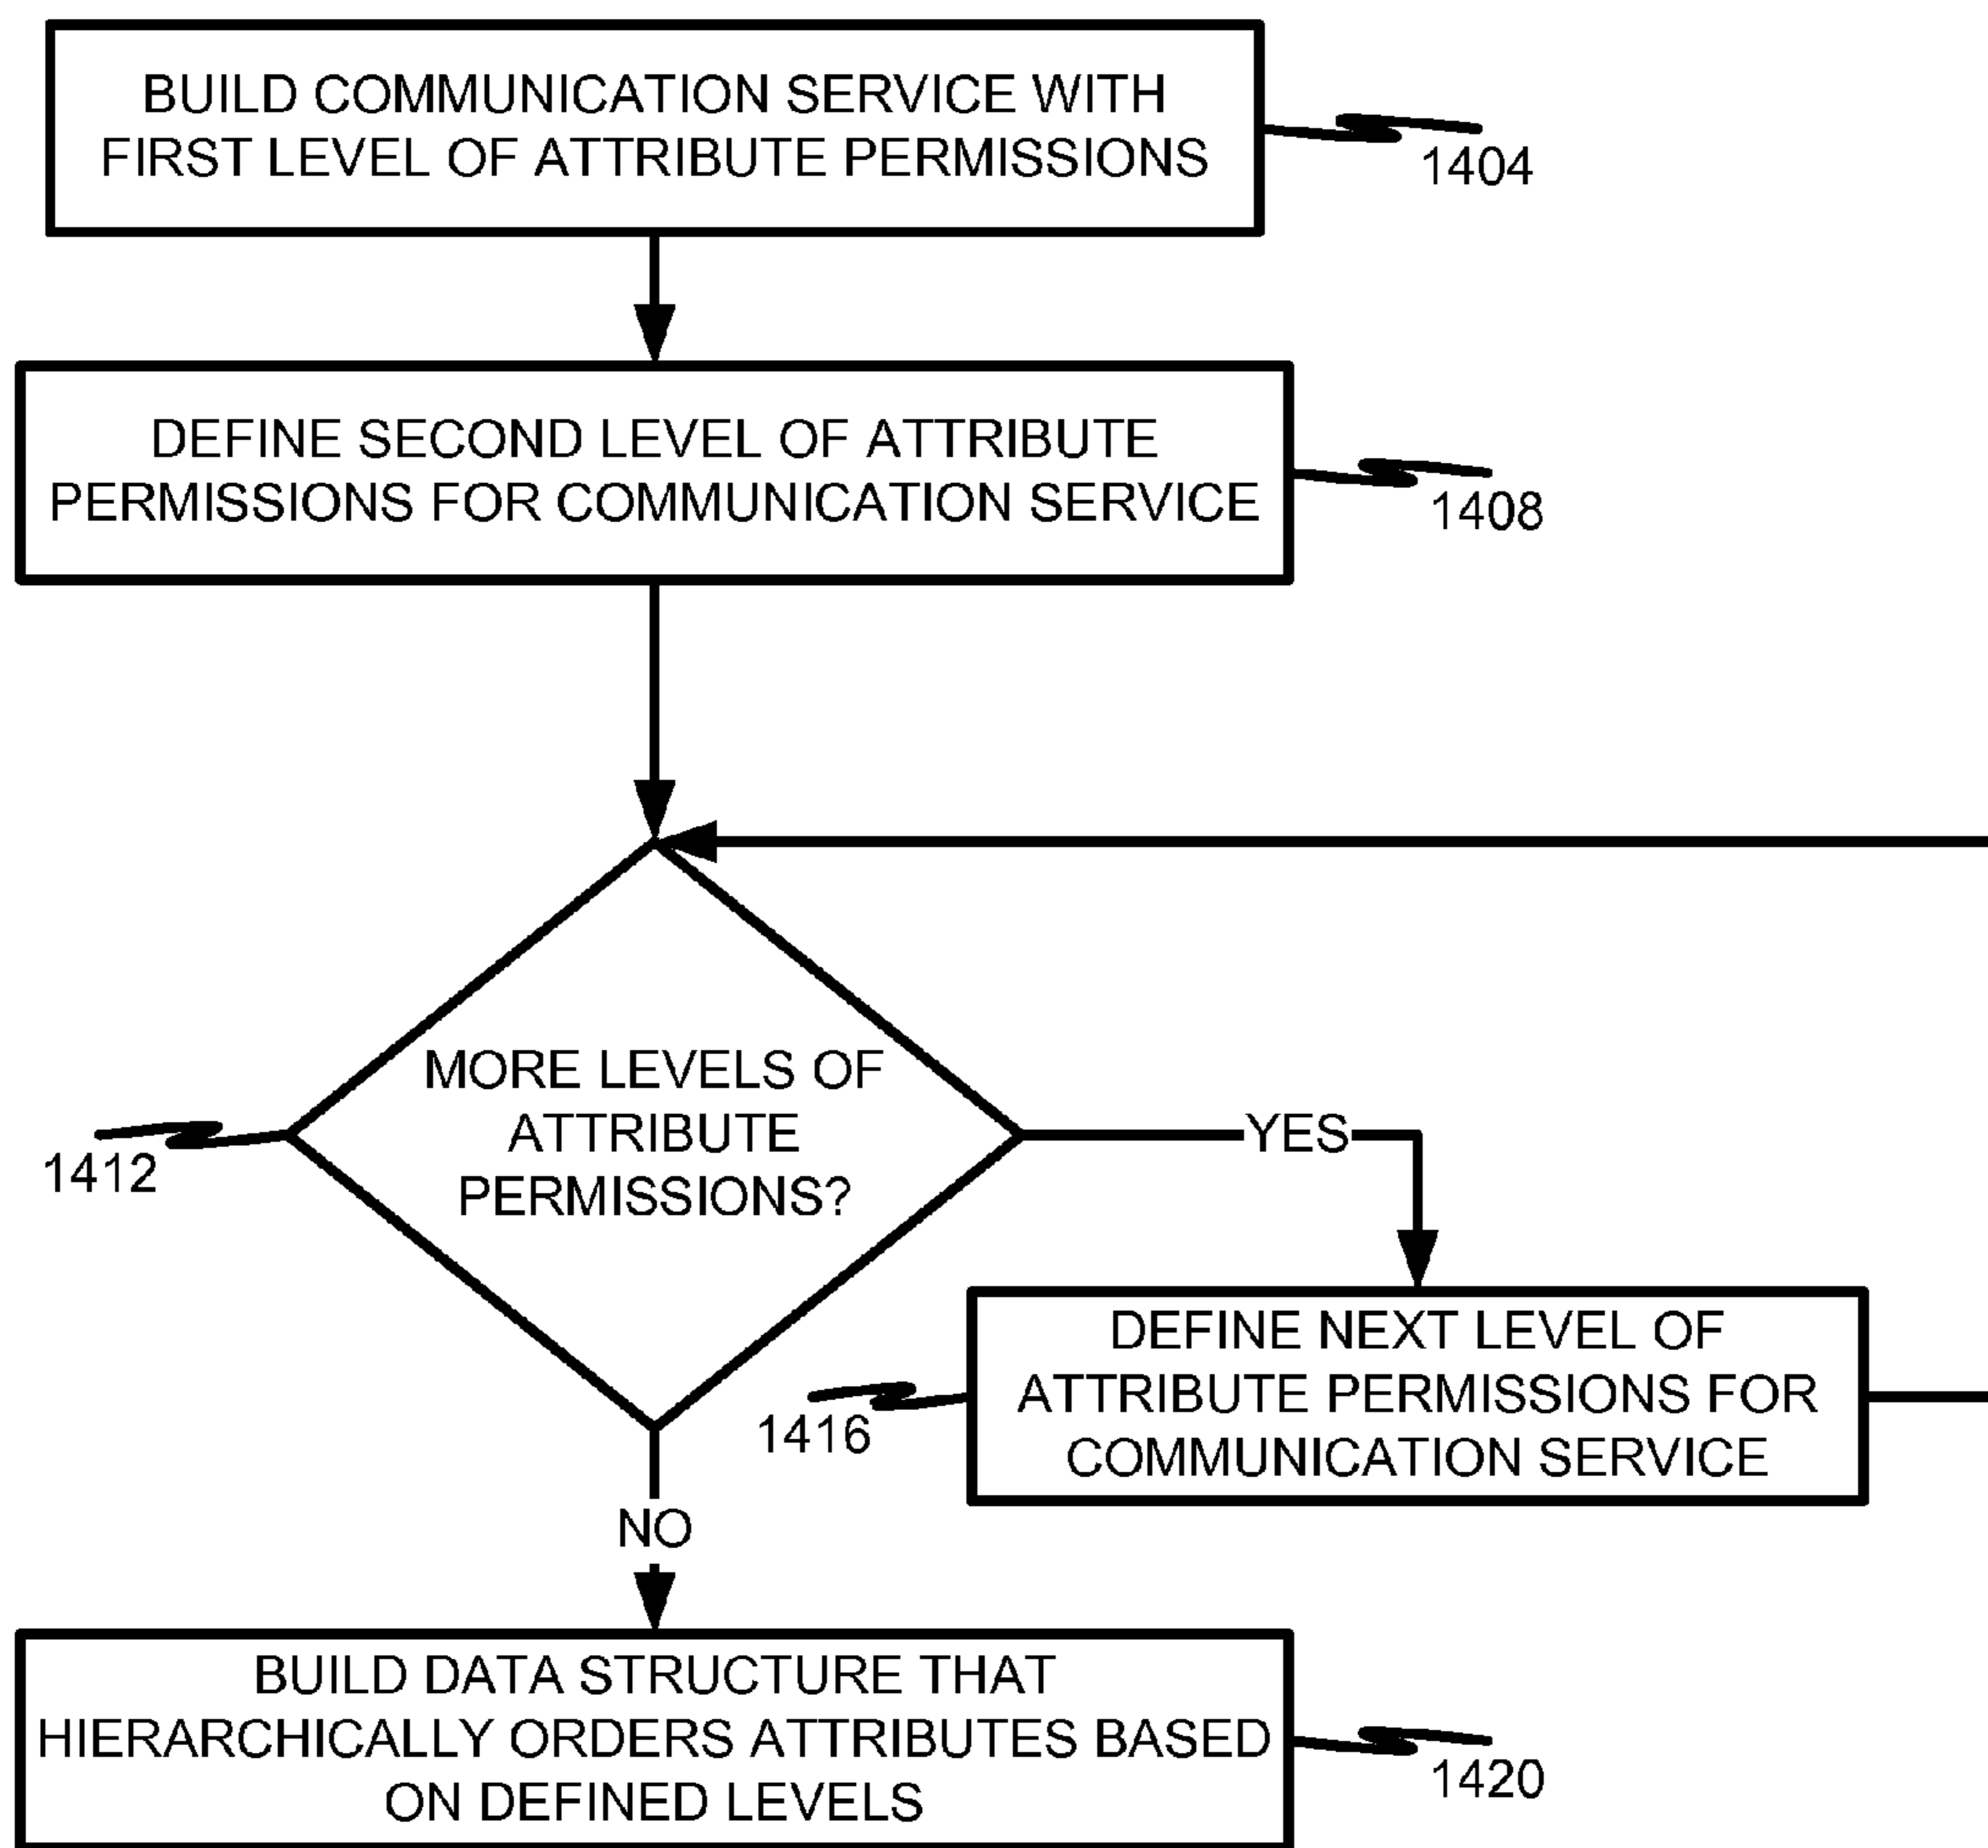 BUILD COMMUNICATION SERVICE WITH
FIRST LEVEL OF ATTRIBUTE PERMISSIONS
1404
DEFINE SECOND LEVEL OF ATTRIBUTE
PERMISSIONS FOR COMMUNICATION SERVICE
1408
MORE LEVELS OF
ATTRIBUTE
PERMISSIONS?
1412
YES
DEFINE NEXT LEVEL OF
ATTRIBUTE PERMISSIONS FOR
COMMUNICATION SERVICE
1416
NO
BUILD DATA STRUCTURE THAT
HIERARCHICALLY ORDERS ATTRIBUTES BASED
ON DEFINED LEVELS
1420